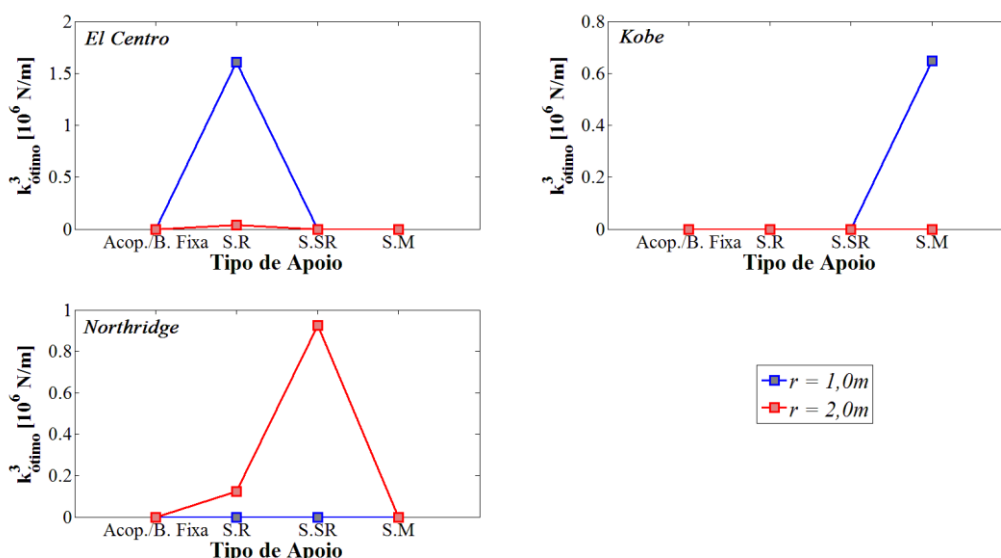 El Centro
k³ótimo [10⁶ N/m]
2
1.5
1
0.5
0
Acop./B. Fixa S.R S.SR S.M
Tipo de Apoio
Kobe
k³ótimo [10⁶ N/m]
0.8
0.6
0.4
0.2
0
Acop./B. Fixa S.R S.SR S.M
Tipo de Apoio
Northridge
k³ótimo [10⁶ N/m]
1
0.8
0.6
0.4
0.2
0
Acop./B. Fixa S.R S.SR S.M
Tipo de Apoio
r = 1,0m
r = 2,0m